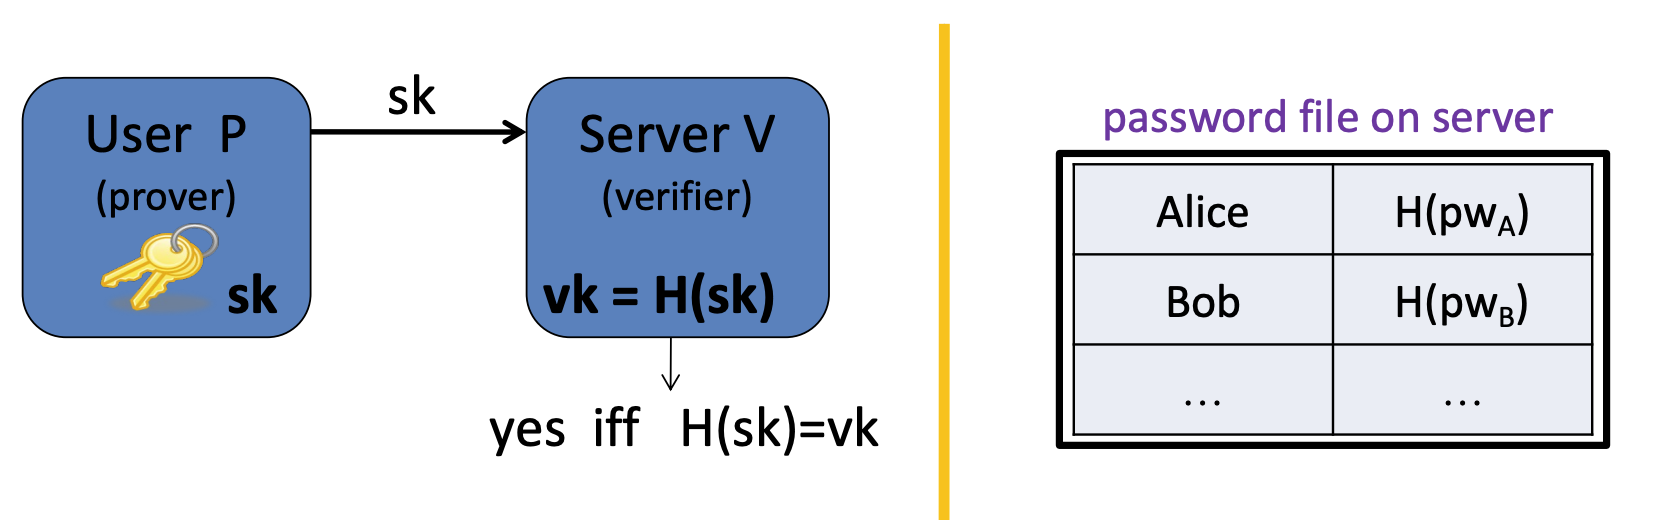 sk
User P
(prover)
sk
Server V
(verifier)
vk = H(sk)
yes iff H(sk)=vk
password file on server
Alice H(pw_A)
Bob H(pw_B)
… …